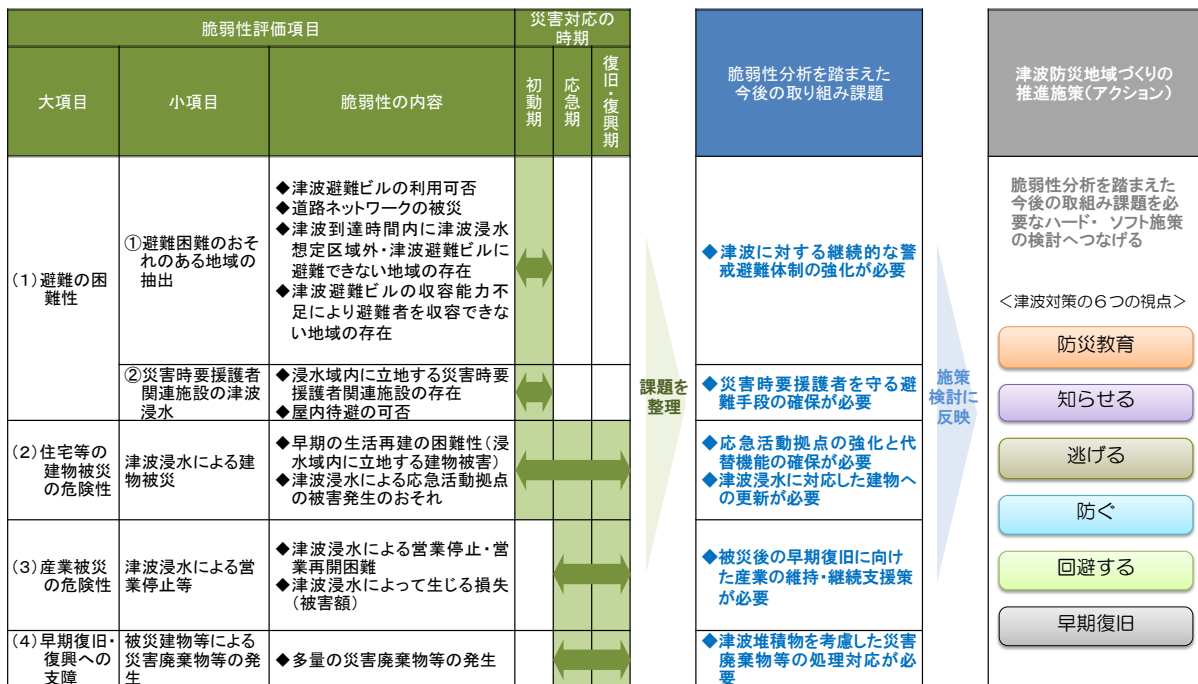 脆弱性評価項目
災害対応の
時期
大項目
小項目
脆弱性の内容
初動期
応急期
復旧・復興期
(1)避難の困
難性
①避難困難のおそ
れのある地域の
抽出
◆津波避難ビルの利用可否
◆道路ネットワークの被災
◆津波到達時間内に津波浸水
想定区域外・津波避難ビルに
避難できない地域の存在
◆津波避難ビルの収容能力不
足により避難者を収容できな
い地域の存在
②災害時要援護者
関連施設の津波
浸水
◆浸水域内に立地する災害時要
援護者関連施設の存在
◆屋内待避の可否
(2)住宅等の
建物被災
の危険性
津波浸水による建
物被災
◆早期の生活再建の困難性(浸
水域内に立地する建物被害)
◆津波浸水による応急活動拠点
の被害発生のおそれ
(3)産業被災
の危険性
津波浸水による営
業停止等
◆津波浸水による営業停止・営
業再開困難
◆津波浸水によって生じる損失
(被害額)
(4)早期復旧・
復興への
支障
被災建物等による
災害廃棄物等の発
生
◆多量の災害廃棄物等の発生
課題を
整理
脆弱性分析を踏まえた
今後の取り組み課題
◆津波に対する継続的な警
戒避難体制の強化が必要
◆災害時要援護者を守る避
難手段の確保が必要
◆応急活動拠点の強化と代
替機能の確保が必要
◆津波浸水に対応した建物へ
の更新が必要
◆被災後の早期復旧に向け
た産業の維持・継続支援策
が必要
◆津波堆積物を考慮した災害
廃棄物等の処理対応が必
要
施策
検討に
反映
津波防災地域づくりの
推進施策(アクション)
脆弱性分析を踏まえた
今後の取組み課題を必
要なハード・ ソフト施策
の検討へつなげる
<津波対策の6つの視点>
防災教育
知らせる
逃げる
防ぐ
回避する
早期復旧